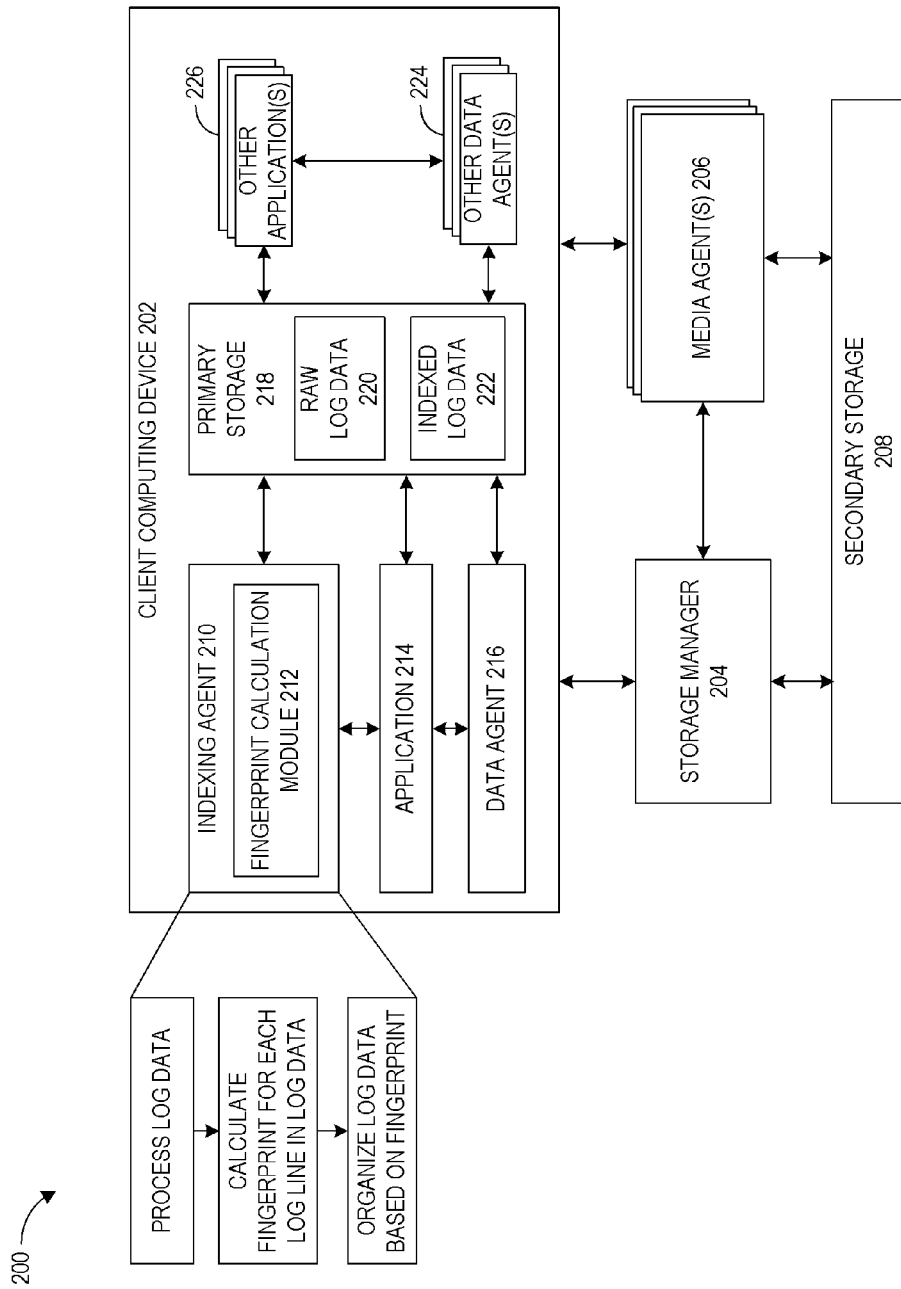 200
PROCESS LOG DATA
CALCULATE
FINGERPRINT FOR EACH
LOG LINE IN LOG DATA
ORGANIZE LOG DATA
BASED ON FINGERPRINT
CLIENT COMPUTING DEVICE 202
INDEXING AGENT 210
FINGERPRINT CALCULATION
MODULE 212
APPLICATION 214
DATA AGENT 216
PRIMARY
STORAGE
218
RAW
LOG DATA
220
INDEXED
LOG DATA
222
226
OTHER
APPLICATION(S)
224
OTHER DATA
AGENT(S)
STORAGE MANAGER
204
MEDIA AGENT(S) 206
SECONDARY STORAGE
208